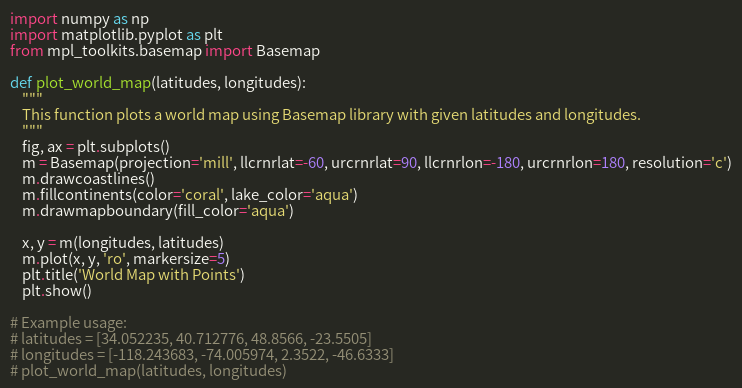 import numpy as np
import matplotlib.pyplot as plt
from mpl_toolkits.basemap import Basemap

def plot_world_map(latitudes, longitudes):
    """
    This function plots a world map using Basemap library with given latitudes and longitudes.
    """
    fig, ax = plt.subplots()
    m = Basemap(projection='mill', llcrnrlat=-60, urcrnrlat=90, llcrnrlon=-180, urcrnrlon=180, resolution='c')
    m.drawcoastlines()
    m.fillcontinents(color='coral', lake_color='aqua')
    m.drawmapboundary(fill_color='aqua')

    x, y = m(longitudes, latitudes)
    m.plot(x, y, 'ro', markersize=5)
    plt.title('World Map with Points')
    plt.show()

# Example usage:
# latitudes = [34.052235, 40.712776, 48.8566, -23.5505]
# longitudes = [-118.243683, -74.005974, 2.3522, -46.6333]
# plot_world_map(latitudes, longitudes)